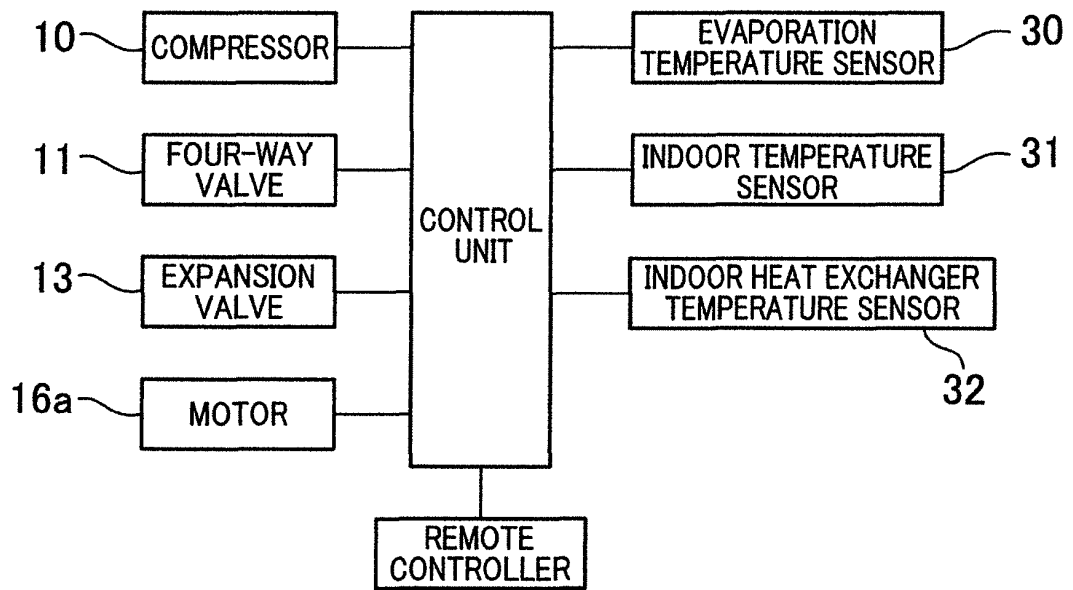 10
COMPRESSOR
11
FOUR-WAY
VALVE
13
EXPANSION
VALVE
16a
MOTOR
CONTROL
UNIT
REMOTE
CONTROLLER
EVAPORATION
TEMPERATURE SENSOR
30
INDOOR TEMPERATURE
SENSOR
31
INDOOR HEAT EXCHANGER
TEMPERATURE SENSOR
32